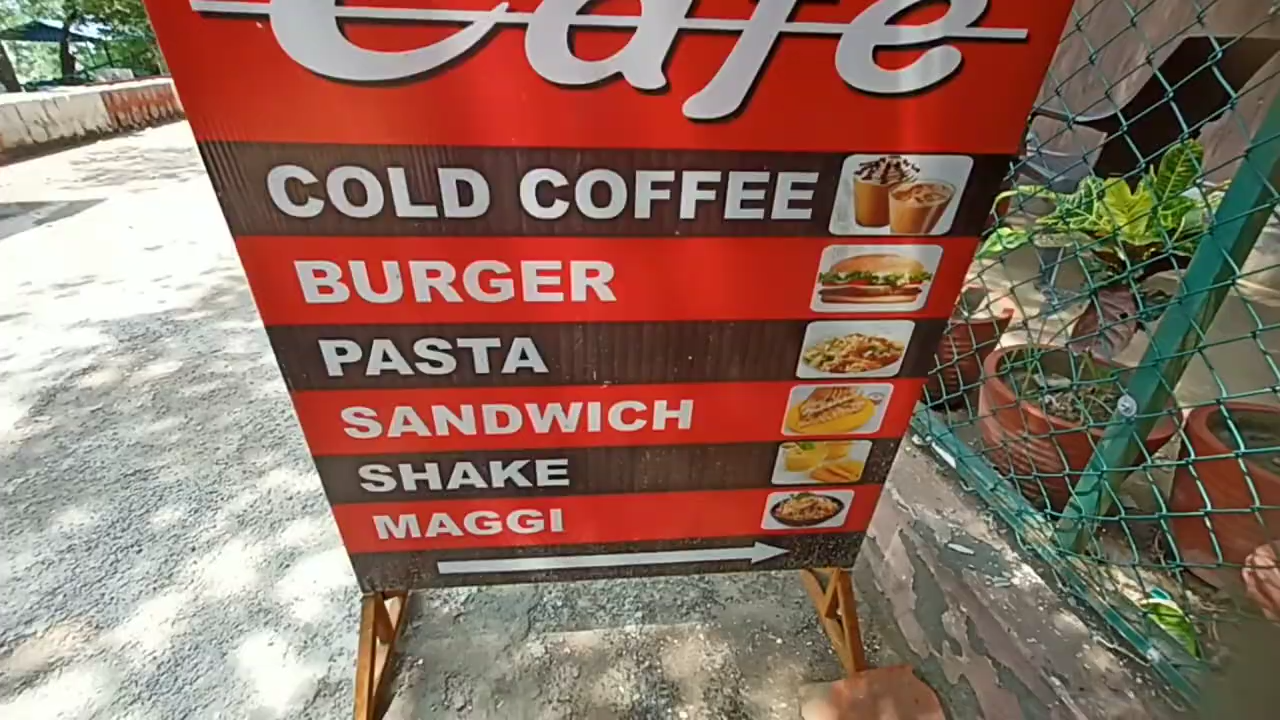 Cafe
COLD COFFEE
BURGER
PASTA
SANDWICH
SHAKE
MAGGI